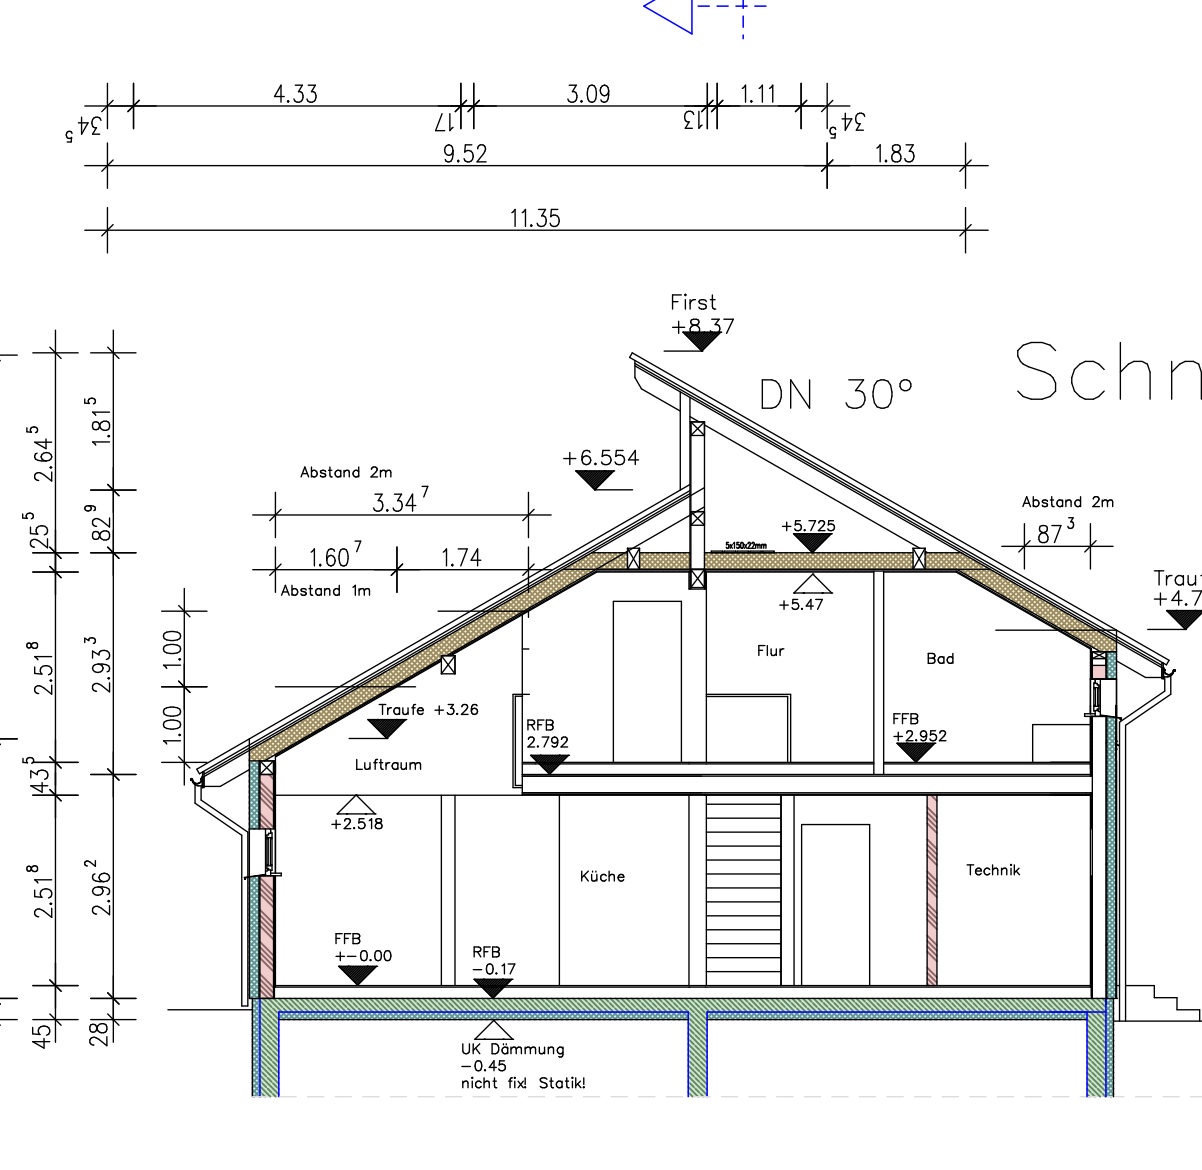 4.33
3.09
1.11
34⁵
17
13
34⁵
9.52
1.83
11.35
First
+8.37
DN 30°
Schn
+6.554
Abstand 2m
3.34⁷
Abstand 2m
87³
+5.725
5x150x22mm
1.60⁷
1.74
Abstand 1m
+5.47
Trauf
+4.7
1.81⁵
2.64⁵
82⁹
25⁵
Flur
Bad
1.00
2.51⁸
2.93³
Traufe +3.26
1.00
RFB
2.792
FFB
+2.952
Luftraum
43⁵
+2.518
Küche
Technik
2.51⁸
2.96²
FFB
+-0.00
RFB
-0.17
45
28
UK Dämmung
-0.45
nicht fix! Statik!